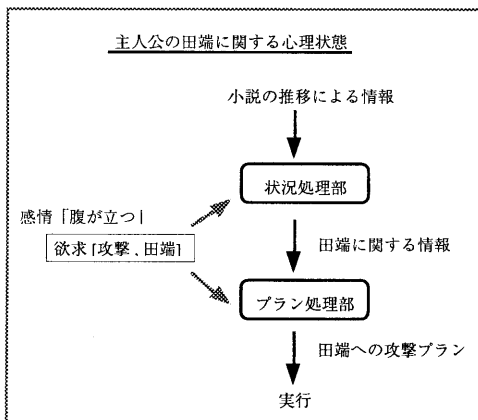 主人公の田端に関する心理状態
小説の推移による情報
状況処理部
感情「腹が立つ」
欲求[攻撃、田端]
田端に関する情報
プラン処理部
田端への攻撃プラン
実行